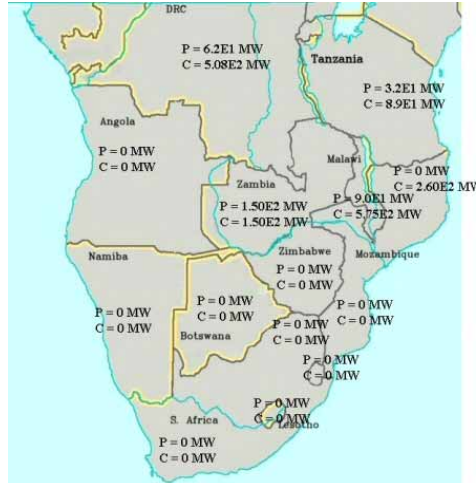 DRC
P = 6.2E1 MW
C = 5.08E2 MW
Tanzania
P = 3.2E1 MW
C = 8.9E1 MW
Angola
P = 0 MW
C = 0 MW
Malawi
P = 0 MW
C = 2.60E2 MW
Zambia
P = 1.50E2 MW
C = 1.50E2 MW
P = 9.0E1 MW
C = 5.75E2 MW
Namiba
Zimbabwe
P = 0 MW
C = 0 MW
Mozambique
P = 0 MW
C = 0 MW
P = 0 MW
C = 0 MW
P = 0 MW
C = 0 MW
Botswana
P = 0 MW
C = 0 MW
P = 0 MW
C = 0 MW
S. Africa
P = 0 MW
C = 0 MW
Lesotho
P = 0 MW
C = 0 MW